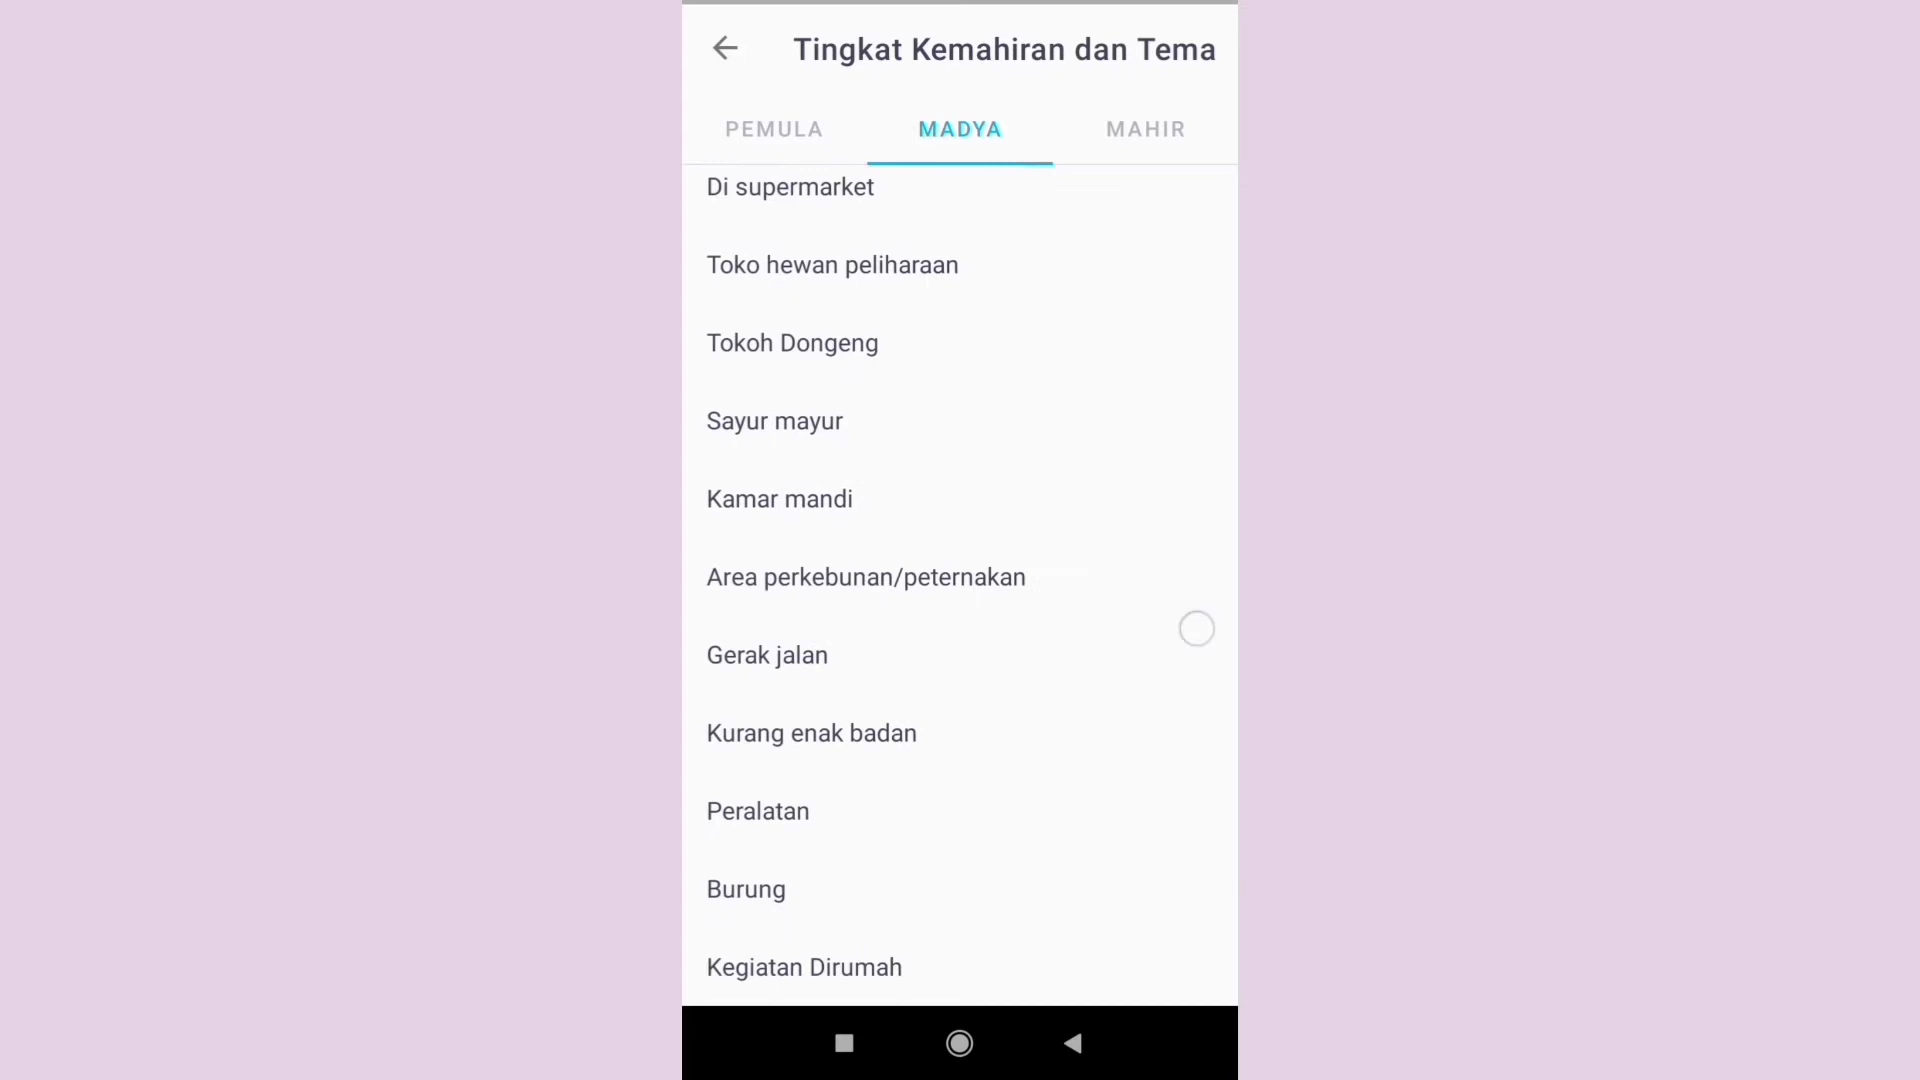 Tingkat Kemahiran dan Tema
PEMULA MADYA MAHIR
Di supermarket
Toko hewan peliharaan
Tokoh Dongeng
Sayur mayur
Kamar mandi
Area perkebunan/peternakan
Gerak jalan
Kurang enak badan
Peralatan
Burung
Kegiatan Dirumah